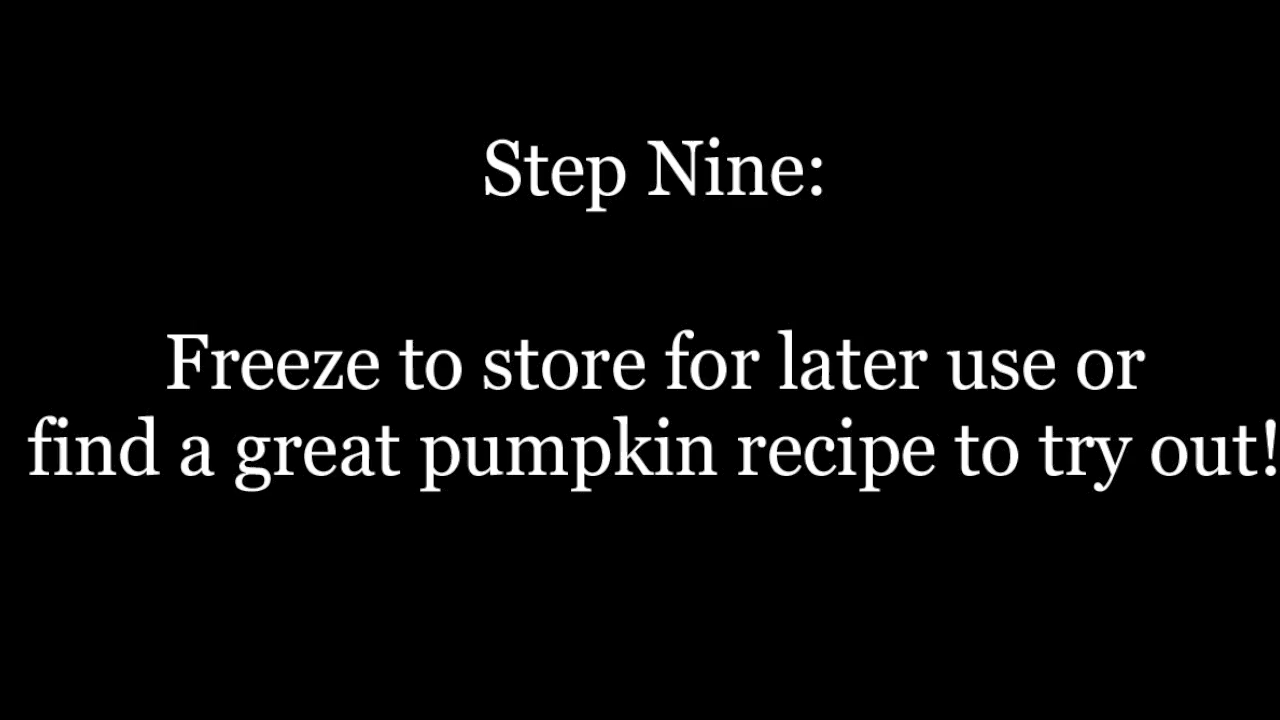 Step Nine:
Freeze to store for later use or
find a great pumpkin recipe to try out!